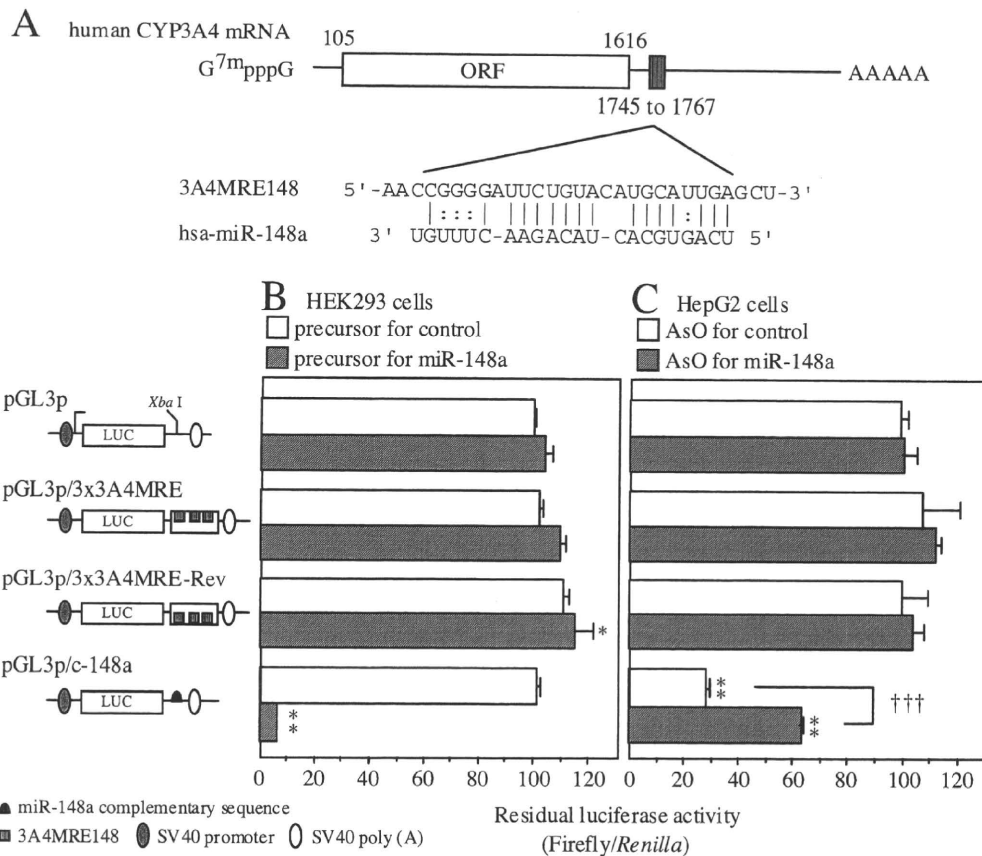 A human CYP3A4 mRNA
105 1616
G7mpppG ORF AAAAA
1745 to 1767
3A4MRE148 5'-AACCGGGGAUUCUGUACAUGCAUUGAGCU-3'
hsa-miR-148a 3' UGUUUC-AAGACAU-CACGUGACU 5'
B HEK293 cells
precursor for control
precursor for miR-148a
C HepG2 cells
AsO for control
AsO for miR-148a
pGL3p
Xba I
LUC
pGL3p/3x3A4MRE
LUC
pGL3p/3x3A4MRE-Rev
LUC
*
pGL3p/c-148a
LUC
**
**
**
†††
0 20 40 60 80 100 120
0 20 40 60 80 100 120
miR-148a complementary sequence
3A4MRE148 SV40 promoter SV40 poly (A)
Residual luciferase activity
(Firefly/Renilla)